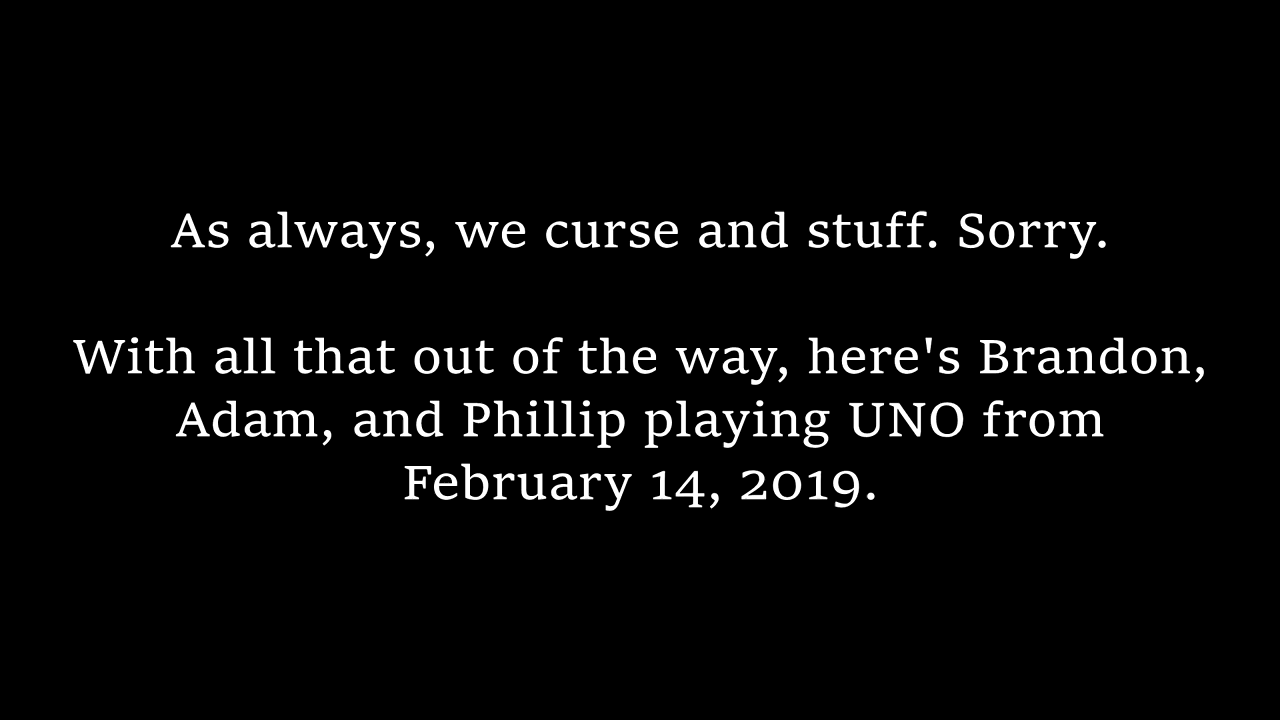 As always, we curse and stuff. Sorry.
With all that out of the way, here's Brandon,
Adam, and Phillip playing UNO from
February 14, 2019.